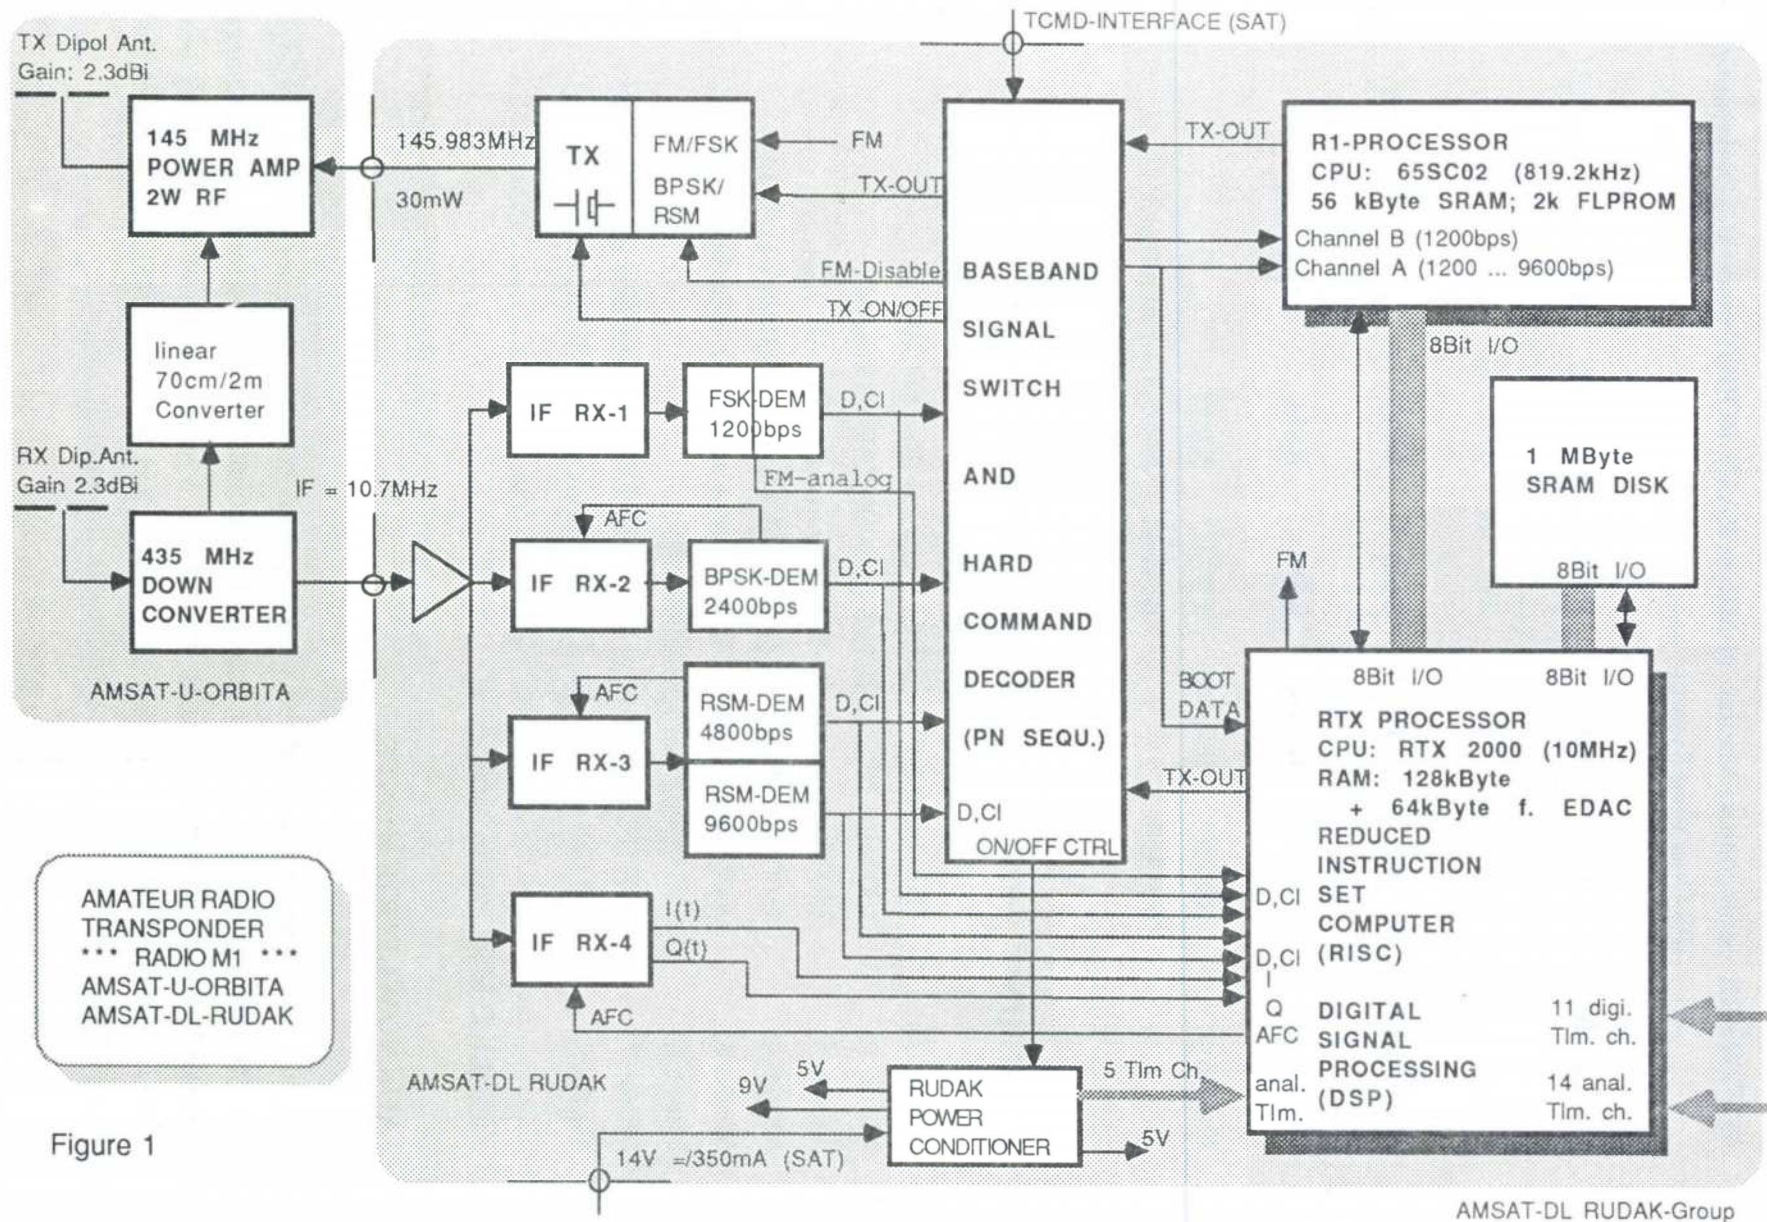 TX Dipol Ant.
Gain: 2.3dBi
145 MHz
POWER AMP
2W RF
linear
70cm/2m
Converter
RX Dip.Ant.
Gain 2.3dBi
435 MHz
DOWN
CONVERTER
AMSAT-U-ORBITA
IF = 10.7MHz
145.983MHz
30mW
TX
FM/FSK
BPSK/
RSM
FM
TX-OUT
FM-Disable
TX -ON/OFF
TCMD-INTERFACE (SAT)
IF RX-1
FSK-DEM
1200bps
D,Cl
FM-analog
AFC
IF RX-2
BPSK-DEM
2400bps
D,Cl
AFC
IF RX-3
RSM-DEM
4800bps
D,Cl
RSM-DEM
9600bps
IF RX-4
I(t)
Q(t)
AFC
BASEBAND
SIGNAL
SWITCH
AND
HARD
COMMAND
DECODER
(PN SEQU.)
D,Cl
ON/OFF CTRL
TX-OUT
R1-PROCESSOR
CPU: 65SC02 (819.2kHz)
56 kByte SRAM; 2k FLPROM
Channel B (1200bps)
Channel A (1200 ... 9600bps)
8Bit I/O
1 MByte
SRAM DISK
8Bit I/O
FM
BOOT
DATA
TX-OUT
8Bit I/O 8Bit I/O
RTX PROCESSOR
CPU: RTX 2000 (10MHz)
RAM: 128kByte
+ 64kByte f. EDAC
REDUCED
INSTRUCTION
D,Cl SET
COMPUTER
D,Cl (RISC)
I
Q DIGITAL 11 digi.
AFC SIGNAL Tlm. ch.
PROCESSING
anal. 14 anal.
Tlm. (DSP) Tlm. ch.
AMATEUR RADIO
TRANSPONDER
*** RADIO M1 ***
AMSAT-U-ORBITA
AMSAT-DL-RUDAK
Figure 1
AMSAT-DL RUDAK
5V
9V
14V =/350mA (SAT)
RUDAK
POWER
CONDITIONER
5 Tlm Ch.
5V
AMSAT-DL RUDAK-Group